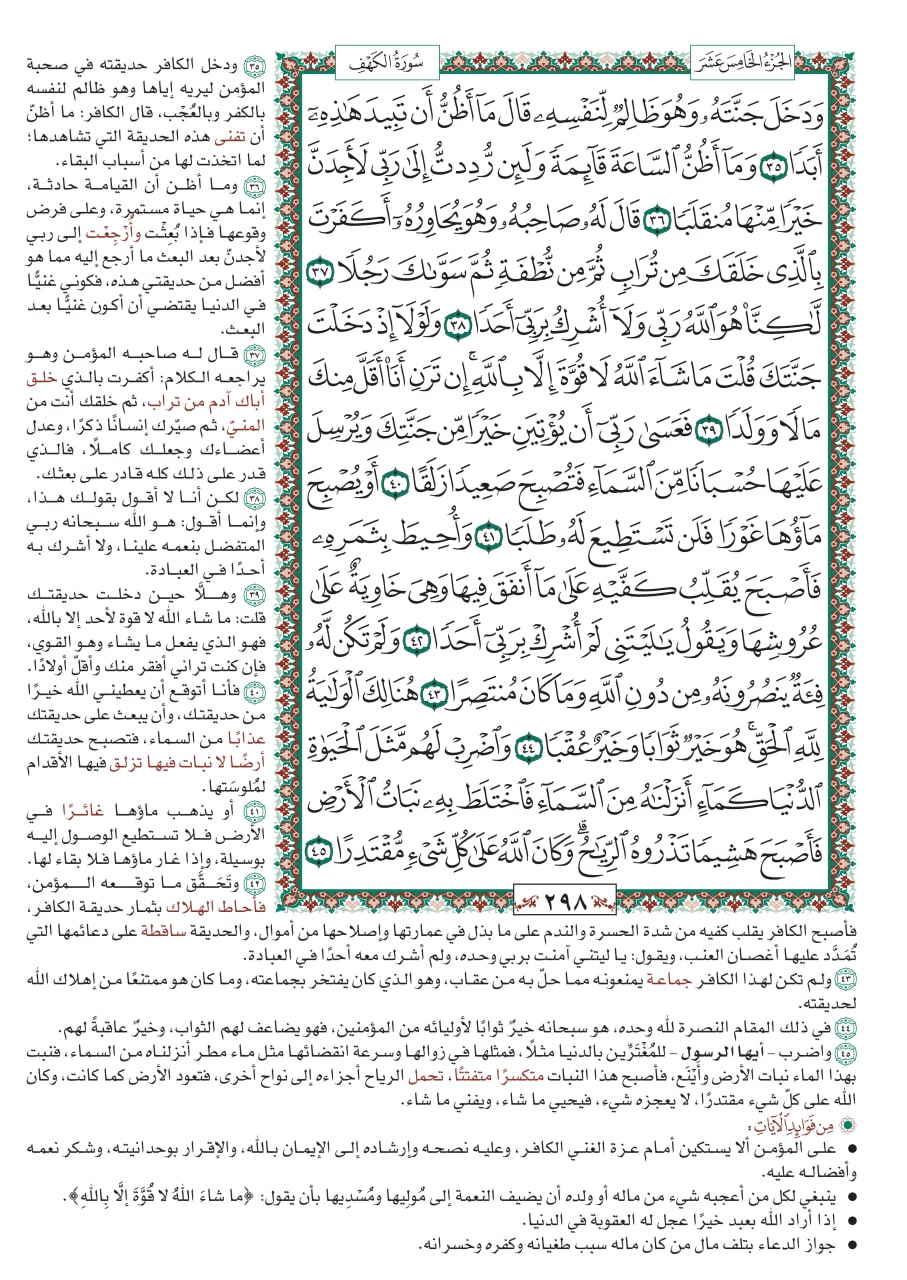 الجُزْءُ الخَامِسَ عَشَرَ
سُورَةُ الكَهْفِ
وَدَخَلَ جَنَّتَهُۥ وَهُوَ ظَالِمٌ لِّنَفْسِهِۦ قَالَ مَآ أَظُنُّ أَن تَبِيدَ هَٰذِهِۦٓ
أَبَدًا ٣٥ وَمَآ أَظُنُّ ٱلسَّاعَةَ قَآئِمَةً وَلَئِن رُّدِدتُّ إِلَىٰ رَبِّي لَأَجِدَنَّ
خَيْرًا مِّنْهَا مُنقَلَبًا ٣٦ قَالَ لَهُۥ صَاحِبُهُۥ وَهُوَ يُحَاوِرُهُۥٓ أَكَفَرْتَ
بِٱلَّذِي خَلَقَكَ مِن تُرَابٍ ثُمَّ مِن نُّطْفَةٍ ثُمَّ سَوَّىٰكَ رَجُلًا ٣٧
لَّٰكِنَّا۠ هُوَ ٱللَّهُ رَبِّي وَلَآ أُشْرِكُ بِرَبِّيٓ أَحَدًا ٣٨ وَلَوْلَآ إِذْ دَخَلْتَ
جَنَّتَكَ قُلْتَ مَا شَآءَ ٱللَّهُ لَا قُوَّةَ إِلَّا بِٱللَّهِۚ إِن تَرَنِ أَنَا۠ أَقَلَّ مِنكَ
مَالًا وَوَلَدًا ٣٩ فَعَسَىٰ رَبِّيٓ أَن يُؤْتِيَنِ خَيْرًا مِّن جَنَّتِكَ وَيُرْسِلَ
عَلَيْهَا حُسْبَانًا مِّنَ ٱلسَّمَآءِ فَتُصْبِحَ صَعِيدًا زَلَقًا ٤٠ أَوْ يُصْبِحَ
مَآؤُهَا غَوْرًا فَلَن تَسْتَطِيعَ لَهُۥ طَلَبًا ٤١ وَأُحِيطَ بِثَمَرِهِۦ
فَأَصْبَحَ يُقَلِّبُ كَفَّيْهِ عَلَىٰ مَآ أَنفَقَ فِيهَا وَهِيَ خَاوِيَةٌ عَلَىٰ
عُرُوشِهَا وَيَقُولُ يَٰلَيْتَنِي لَمْ أُشْرِكْ بِرَبِّيٓ أَحَدًا ٤٢ وَلَمْ تَكُن لَّهُۥ
فِئَةٌ يَنصُرُونَهُۥ مِن دُونِ ٱللَّهِ وَمَا كَانَ مُنتَصِرًا ٤٣ هُنَالِكَ ٱلْوَلَٰيَةُ
لِلَّهِ ٱلْحَقِّۚ هُوَ خَيْرٌ ثَوَابًا وَخَيْرٌ عُقْبًا ٤٤ وَٱضْرِبْ لَهُم مَّثَلَ ٱلْحَيَوٰةِ
ٱلدُّنْيَا كَمَآءٍ أَنزَلْنَٰهُ مِنَ ٱلسَّمَآءِ فَٱخْتَلَطَ بِهِۦ نَبَاتُ ٱلْأَرْضِ
فَأَصْبَحَ هَشِيمًا تَذْرُوهُ ٱلرِّيَٰحُۗ وَكَانَ ٱللَّهُ عَلَىٰ كُلِّ شَيْءٍ مُّقْتَدِرًا ٤٥
٢٩٨
٣٥ ودخل الكافر حديقته في صحبة
المؤمن ليريه إياها وهو ظالم لنفسه
بالكفر وبالعُجْب، قال الكافر: ما أظنّ
أن تفنى هذه الحديقة التي تشاهدها؛
لما اتخذت لها من أسباب البقاء.
٣٦ وما أظن أن القيامة حادثة،
إنما هي حياة مستمرة، وعلى فرض
وقوعها فإذا بُعِثْت وأُرْجِعْت إلى ربي
لأجدنّ بعد البعث ما أرجع إليه مما هو
أفضل من حديقتي هذه، فكوني غنيًّا
في الدنيا يقتضي أن أكون غنيًّا بعد
البعث.
٣٧ قال له صاحبه المؤمن وهو
يراجعه الكلام: أكفرت بالذي خلق
أباك آدم من تراب، ثم خلقك أنت من
المنيّ، ثم صيّرك إنسانًا ذكرًا، وعدل
أعضاءك وجعلك كاملًا، فالذي
قدر على ذلك كله قادر على بعثك.
٣٨ لكن أنا لا أقول بقولك هذا،
وإنما أقول: هو الله سبحانه ربي
المتفضل بنعمه علينا، ولا أشرك به
أحدًا في العبادة.
٣٩ وهلَّا حين دخلت حديقتك
قلت: ما شاء الله لا قوة لأحد إلا بالله،
فهو الذي يفعل ما يشاء وهو القوي،
فإن كنت تراني أفقر منك وأقلّ أولادًا.
٤٠ فأنا أتوقع أن يعطيني الله خيرًا
من حديقتك، وأن يبعث على حديقتك
عذابًا من السماء، فتصبح حديقتك
أرضًا لا نبات فيها تزلق فيها الأقدام
لمُلوسَتها.
٤١ أو يذهب ماؤها غائرًا في
الأرض فلا تستطيع الوصول إليه
بوسيلة، وإذا غار ماؤها فلا بقاء لها.
٤٢ وتَحَقَّق ما توقعه المؤمن،
فأحاط الهلاك بثمار حديقة الكافر،
فأصبح الكافر يقلب كفيه من شدة الحسرة والندم على ما بذل في عمارتها وإصلاحها من أموال، والحديقة ساقطة على دعائمها التي
تُمَدَّد عليها أغصان العنب، ويقول: يا ليتني آمنت بربي وحده، ولم أشرك معه أحدًا في العبادة.
٤٣ ولم تكن لهذا الكافر جماعة يمنعونه مما حلّ به من عقاب، وهو الذي كان يفتخر بجماعته، وما كان هو ممتنعًا من إهلاك الله
لحديقته.
٤٤ في ذلك المقام النصرة لله وحده، هو سبحانه خيرٌ ثوابًا لأوليائه من المؤمنين، فهو يضاعف لهم الثواب، وخيرٌ عاقبةً لهم.
٤٥ واضرب - أيها الرسول - للمُغْتَرِّين بالدنيا مثلًا، فمثلها في زوالها وسرعة انقضائها مثل ماء مطر أنزلناه من السماء، فنبت
بهذا الماء نبات الأرض وأَيْنَع، فأصبح هذا النبات متكسرًا متفتتًا، تحمل الرياح أجزاءه إلى نواح أخرى، فتعود الأرض كما كانت، وكان
الله على كلّ شيء مقتدرًا، لا يعجزه شيء، فيحيي ما شاء، ويفني ما شاء.
مِن فَوَائِدِ الآيَاتِ:
● على المؤمن ألا يستكين أمام عزة الغني الكافر، وعليه نصحه وإرشاده إلى الإيمان بالله، والإقرار بوحدانيته، وشكر نعمه
وأفضاله عليه.
● ينبغي لكل من أعجبه شيء من ماله أو ولده أن يضيف النعمة إلى مُولِيها ومُسْدِيها بأن يقول: ﴿ما شاءَ اللهُ لا قُوَّةَ إلَّا بِاللهِ﴾.
● إذا أراد الله بعبد خيرًا عجل له العقوبة في الدنيا.
● جواز الدعاء بتلف مال من كان ماله سبب طغيانه وكفره وخسرانه.